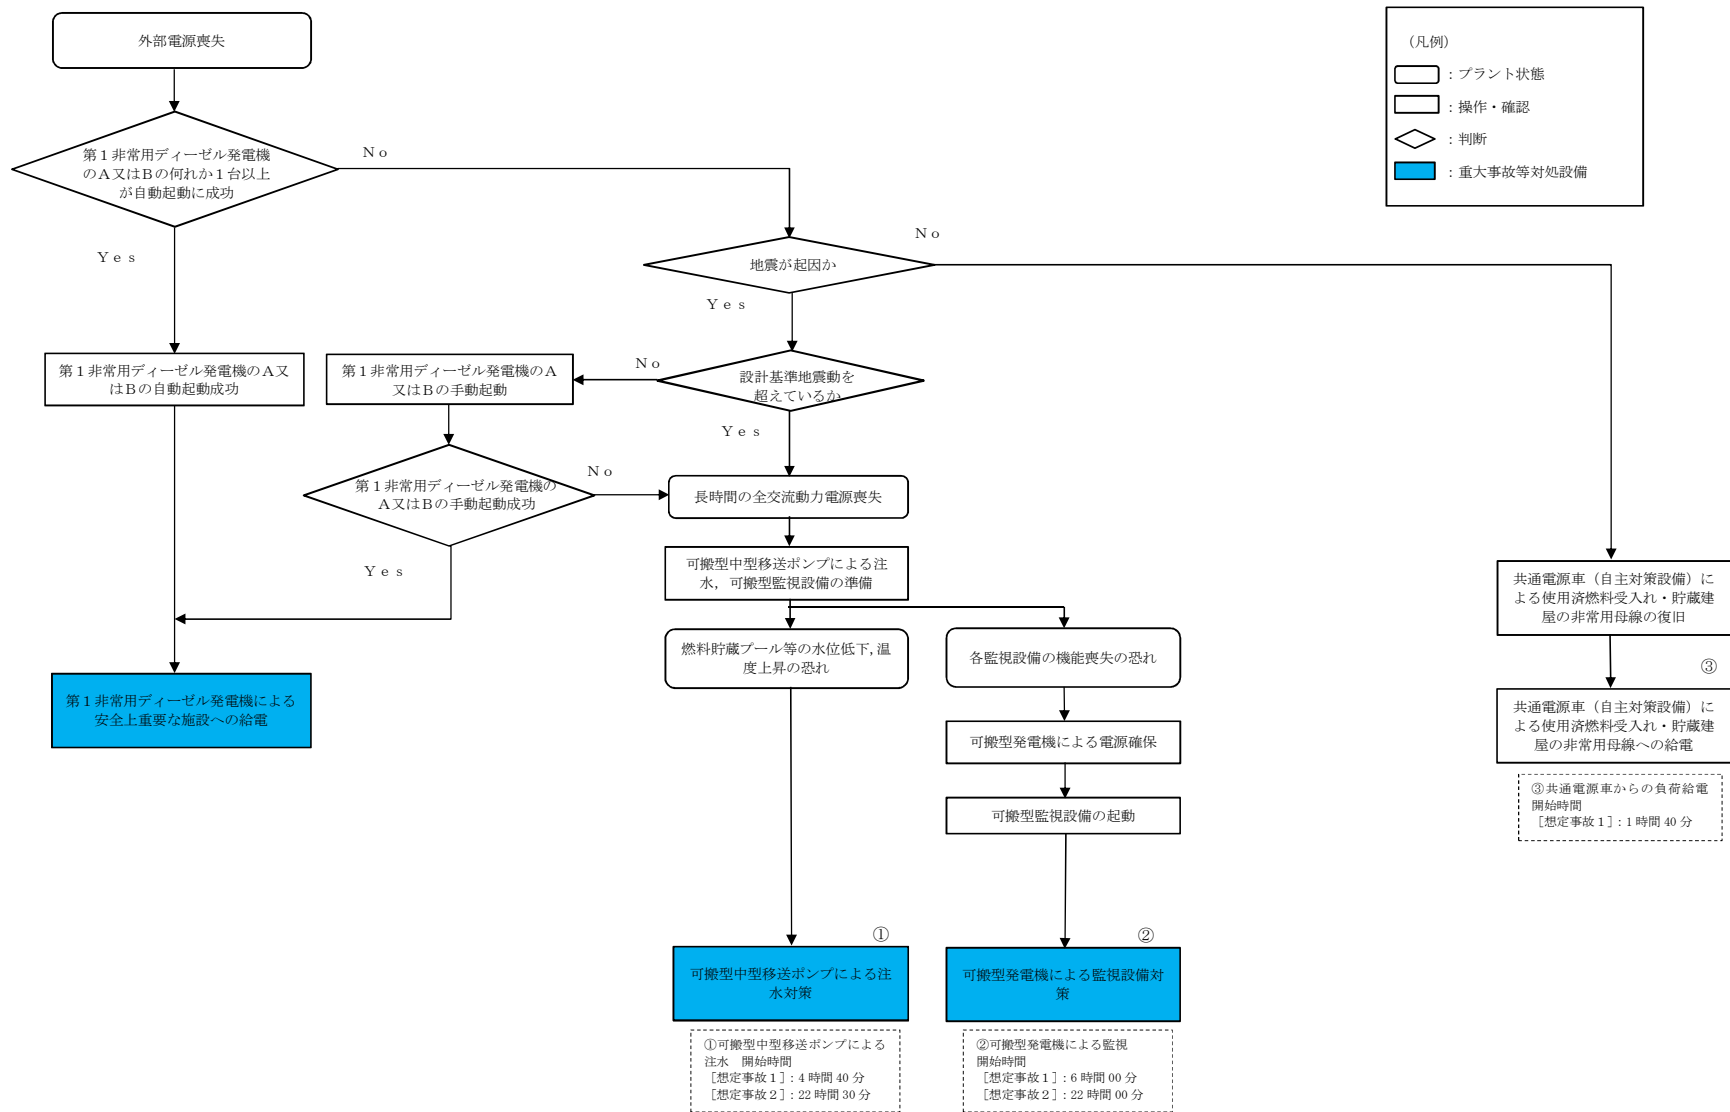 外部電源喪失
(凡例)
：プラント状態
：操作・確認
：判断
：重大事故等対処設備
第１非常用ディーゼル発電機
のＡ又はＢの何れか１台以上
が自動起動に成功
Ｎｏ
Ｙｅｓ
地震が起因か
Ｎｏ
Ｙｅｓ
第１非常用ディーゼル発電機のＡ又
はＢの自動起動成功
第１非常用ディーゼル発電機のＡ
又はＢの手動起動
Ｎｏ
設計基準地震動を
超えているか
Ｙｅｓ
第１非常用ディーゼル発電機の
Ａ又はＢの手動起動成功
Ｎｏ
Ｙｅｓ
長時間の全交流動力電源喪失
可搬型中型移送ポンプによる注
水，可搬型監視設備の準備
燃料貯蔵プール等の水位低下，温
度上昇の恐れ
各監視設備の機能喪失の恐れ
可搬型発電機による電源確保
可搬型監視設備の起動
共通電源車（自主対策設備）に
よる使用済燃料受入れ・貯蔵建
屋の非常用母線の復旧
③
共通電源車（自主対策設備）に
よる使用済燃料受入れ・貯蔵建
屋の非常用母線への給電
③共通電源車からの負荷給電
開始時間
［想定事故１］：1 時間 40 分
第１非常用ディーゼル発電機による
安全上重要な施設への給電
①
可搬型中型移送ポンプによる注
水対策
①可搬型中型移送ポンプによる
注水　開始時間
［想定事故１］：4 時間 40 分
［想定事故２］：22 時間 30 分
②
可搬型発電機による監視設備対
策
②可搬型発電機による監視
開始時間
［想定事故１］：6 時間 00 分
［想定事故２］：22 時間 00 分